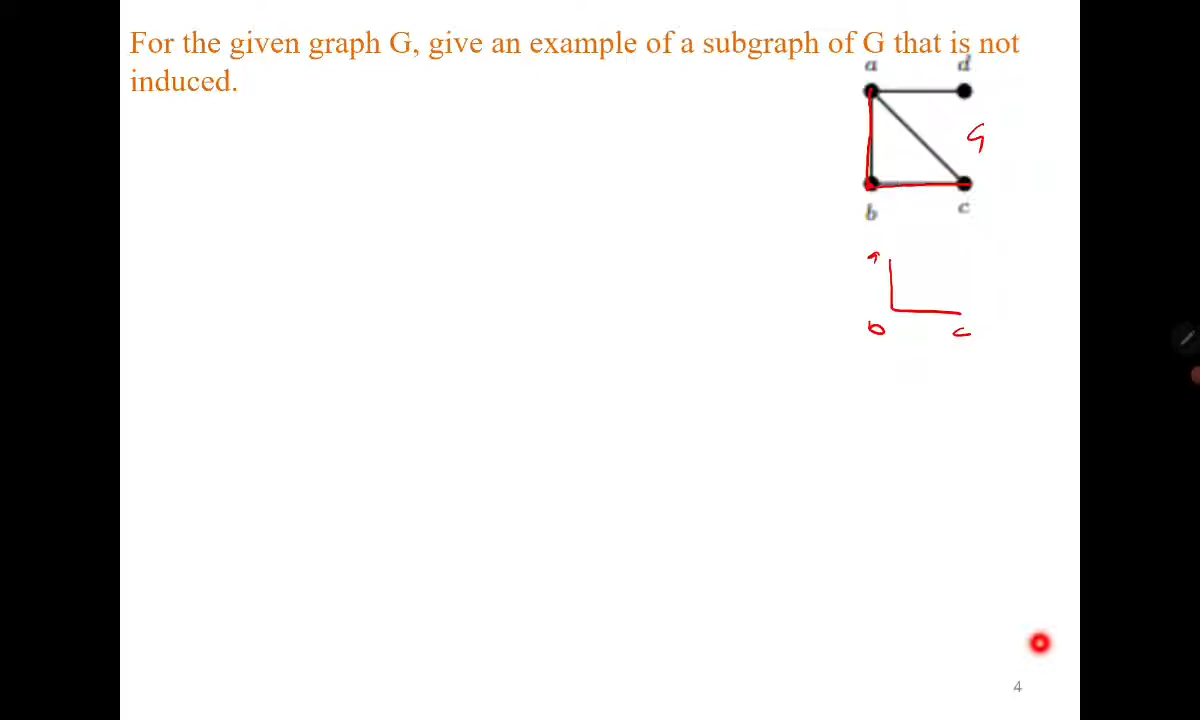 For the given graph G, give an example of a subgraph of G that is not
induced.
a d
G
b c
a
b c
4